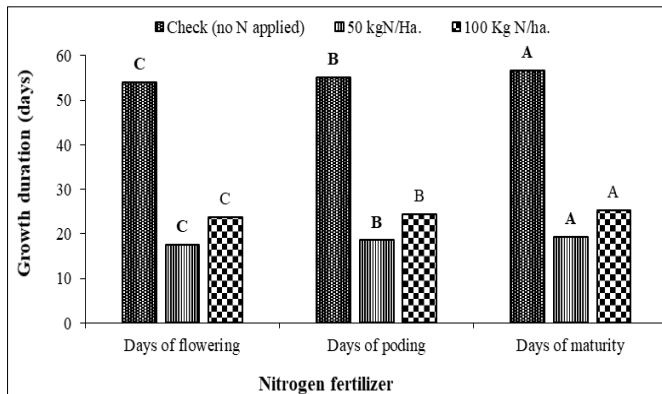 Check (no N applied) 50 kgN/Ha. 100 Kg N/ha.
Growth duration (days)
60
50
40
30
20
10
0
C
C
C
B
B
B
A
A
A
Days of flowering Days of poding Days of maturity
Nitrogen fertilizer